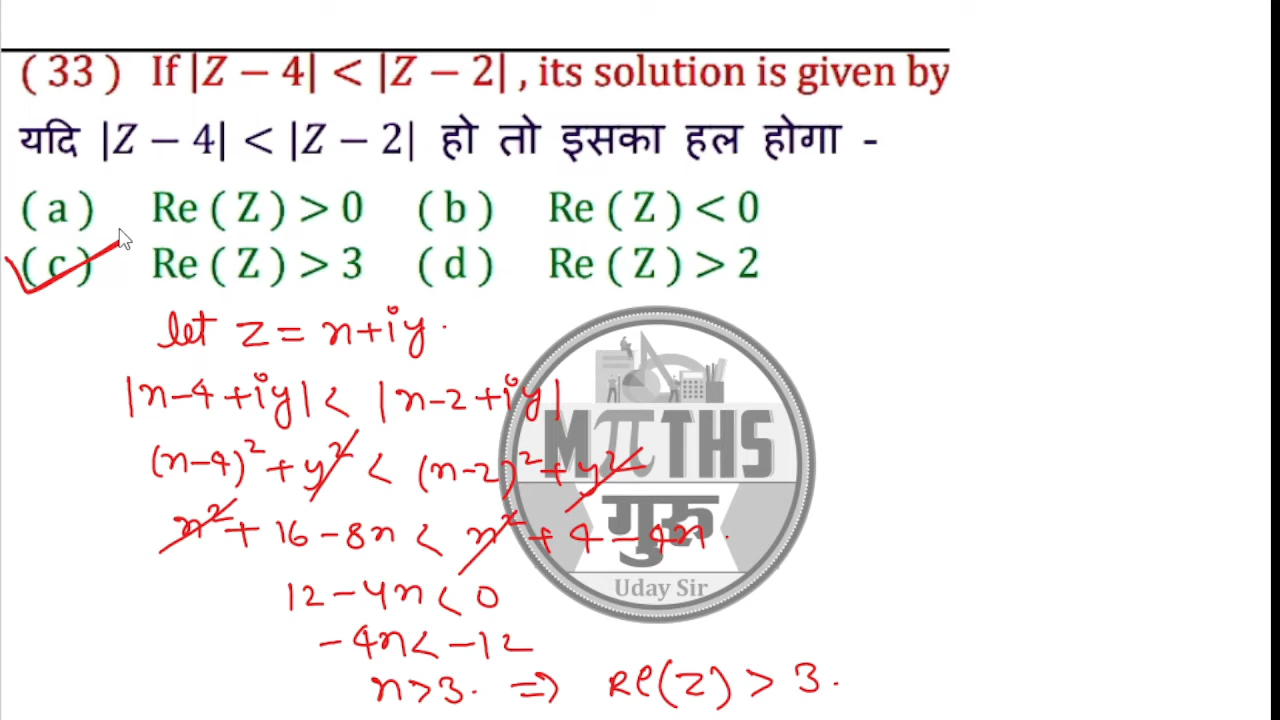 ( 33 ) If |Z − 4| < |Z − 2| , its solution is given by
यदि |Z − 4| < |Z − 2| हो तो इसका हल होगा -
( a ) Re ( Z ) > 0 ( b ) Re ( Z ) < 0
( c ) Re ( Z ) > 3 ( d ) Re ( Z ) > 2
let z = x+iy.
|x-4+iy| < |x-2+iy|
(x-4)² + y² < (x-2)² + y²
x² + 16 - 8x < x² + 4 - 4x.
12 - 4x < 0
- 4x < -12
x > 3. ⇒ Re(z) > 3.
MπTHS
गुरु
Uday Sir